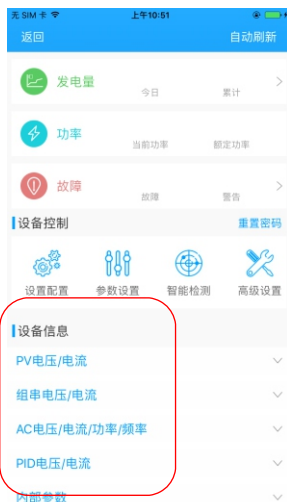 无 SIM 卡 上午10:51
返回 自动刷新
发电量 今日 累计
功率 当前功率 额定功率
故障 故障 警告
设备控制 重置密码
设置配置 参数设置 智能检测 高级设置
设备信息
PV电压/电流
组串电压/电流
AC电压/电流/功率/频率
PID电压/电流
内部参数